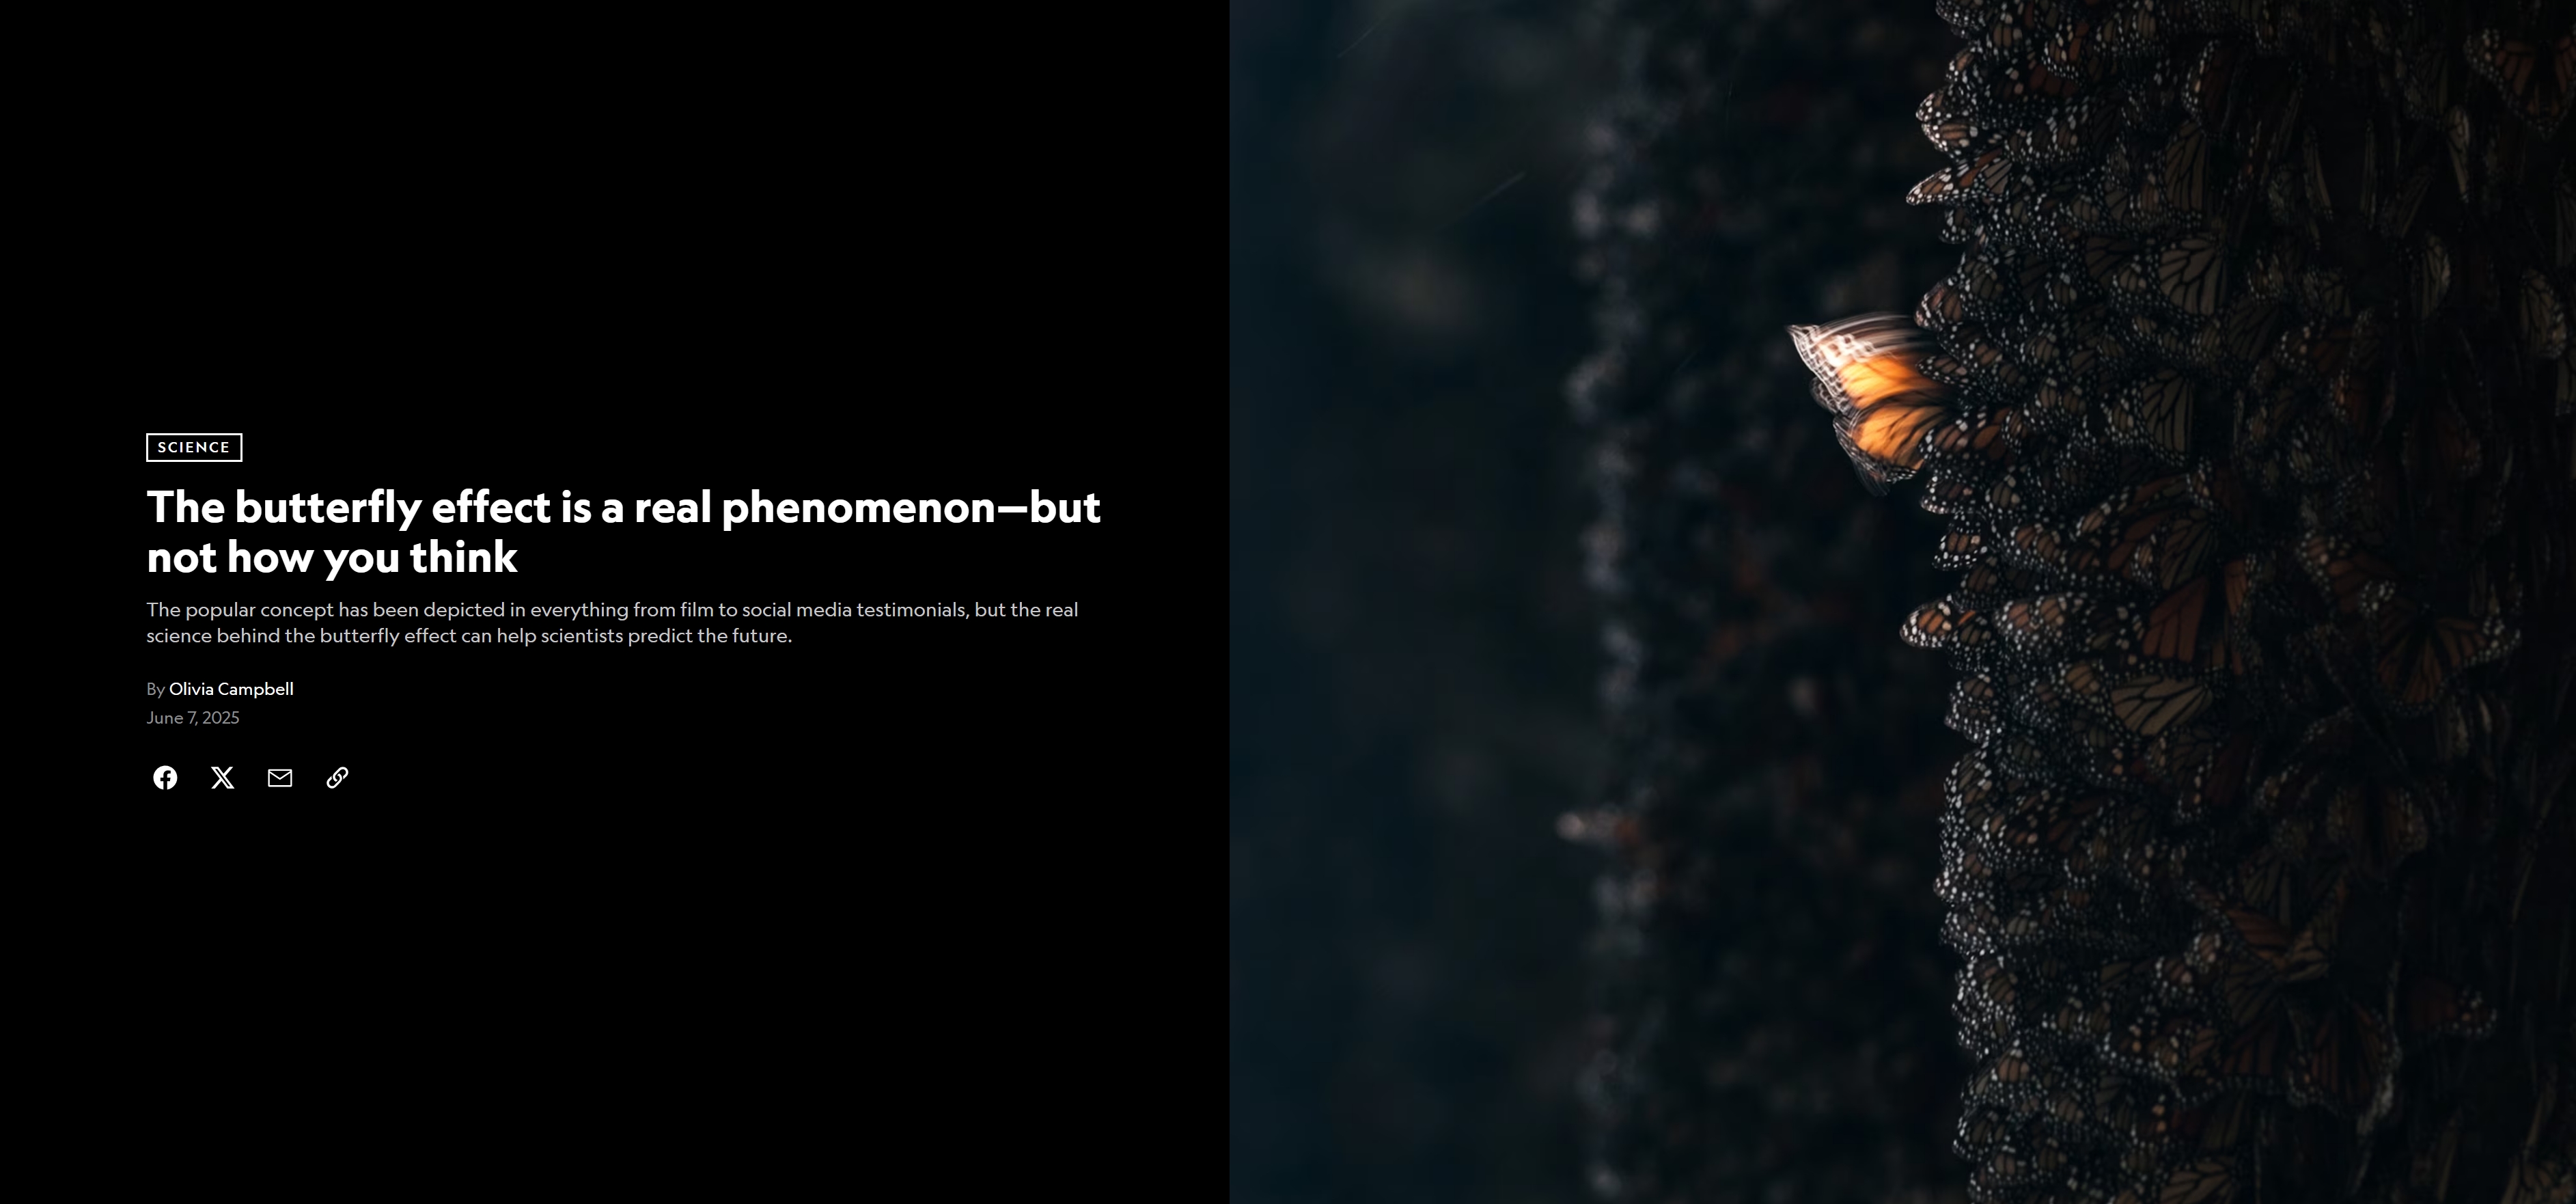 SCIENCE
The butterfly effect is a real phenomenon—but
not how you think
The popular concept has been depicted in everything from film to social media testimonials, but the real
science behind the butterfly effect can help scientists predict the future.
By Olivia Campbell
June 7, 2025